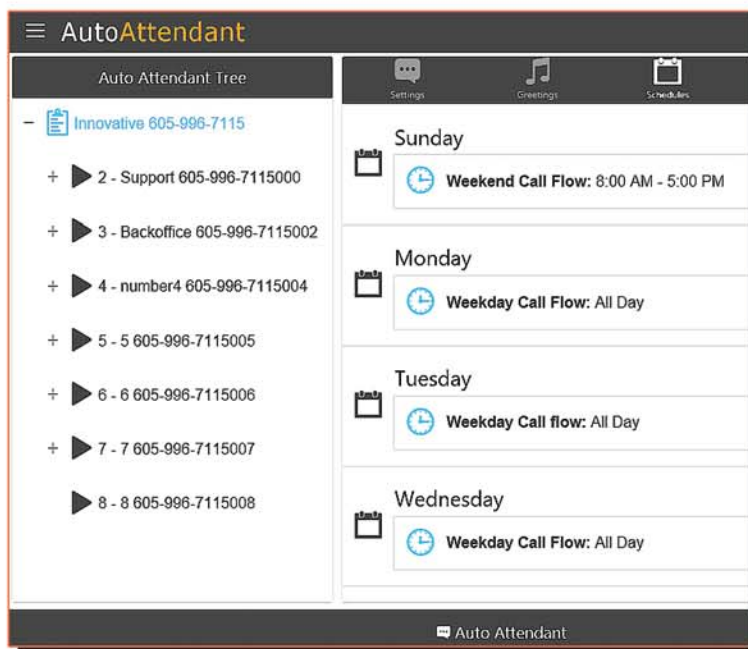 AutoAttendant
Auto Attendant Tree
Innovative 605-996-7115
2 - Support 605-996-7115000
3 - Backoffice 605-996-7115002
4 - number4 605-996-7115004
5 - 5 605-996-7115005
6 - 6 605-996-7115006
7 - 7 605-996-7115007
8 - 8 605-996-7115008
Settings
Greetings
Schedules
Sunday
Weekend Call Flow: 8:00 AM - 5:00 PM
Monday
Weekday Call Flow: All Day
Tuesday
Weekday Call flow: All Day
Wednesday
Weekday Call Flow: All Day
Auto Attendant